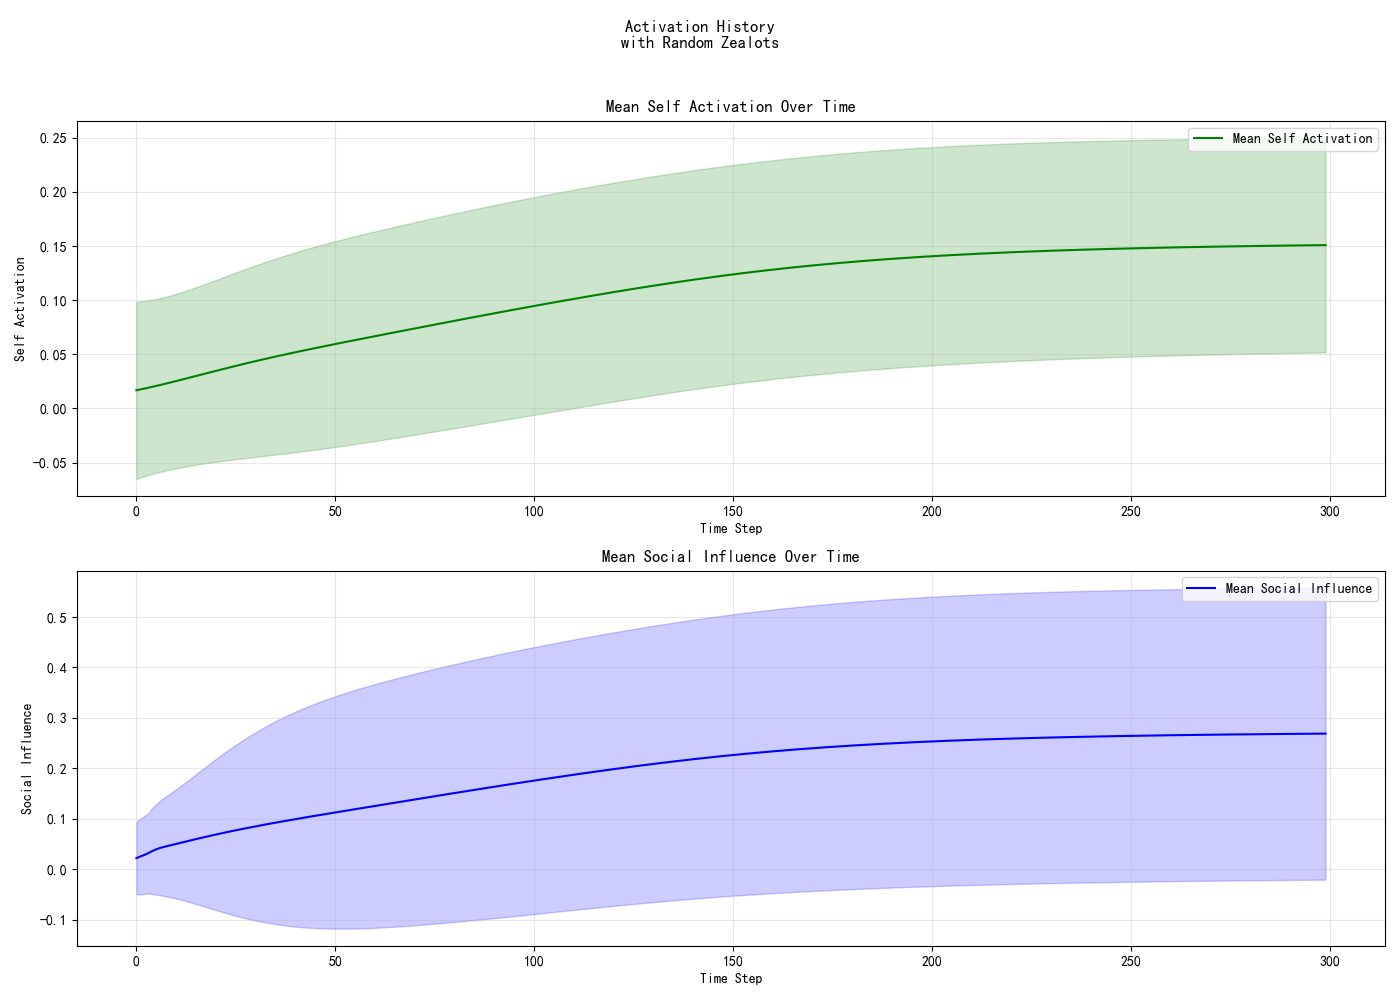 Activation History
with Random Zealots
Mean Self Activation Over Time
Mean Self Activation
Self Activation
0.25
0.20
0.15
0.10
0.05
0.00
−0.05
0 50 100 150 200 250 300
Time Step
Mean Social Influence Over Time
Mean Social Influence
Social Influence
0.5
0.4
0.3
0.2
0.1
0.0
−0.1
0 50 100 150 200 250 300
Time Step